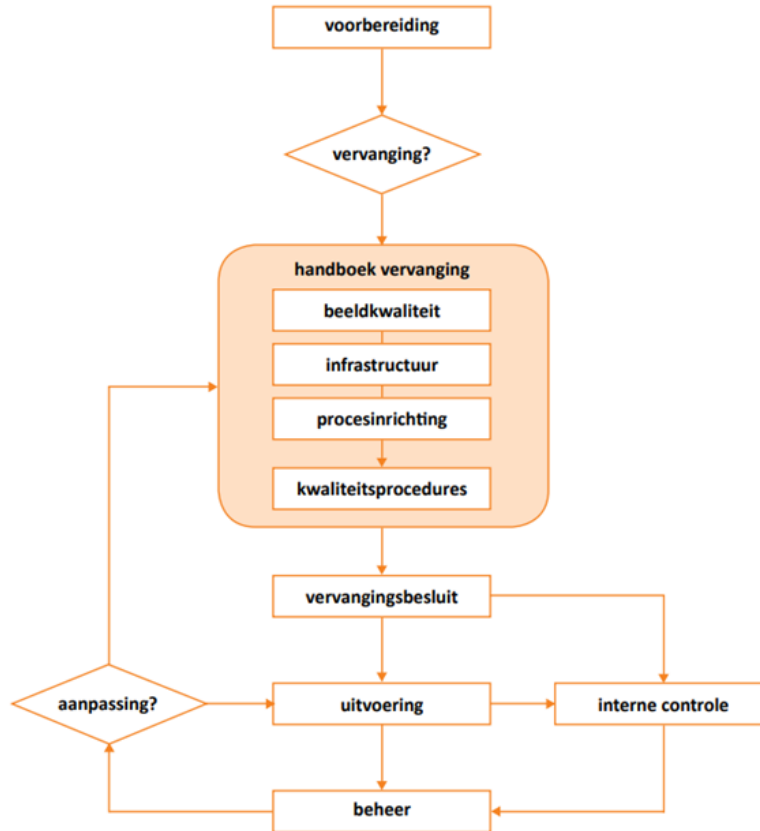 voorbereiding
vervanging?
handboek vervanging
beeldkwaliteit
infrastructuur
procesinrichting
kwaliteitsprocedures
vervangingsbesluit
aanpassing?
uitvoering
interne controle
beheer